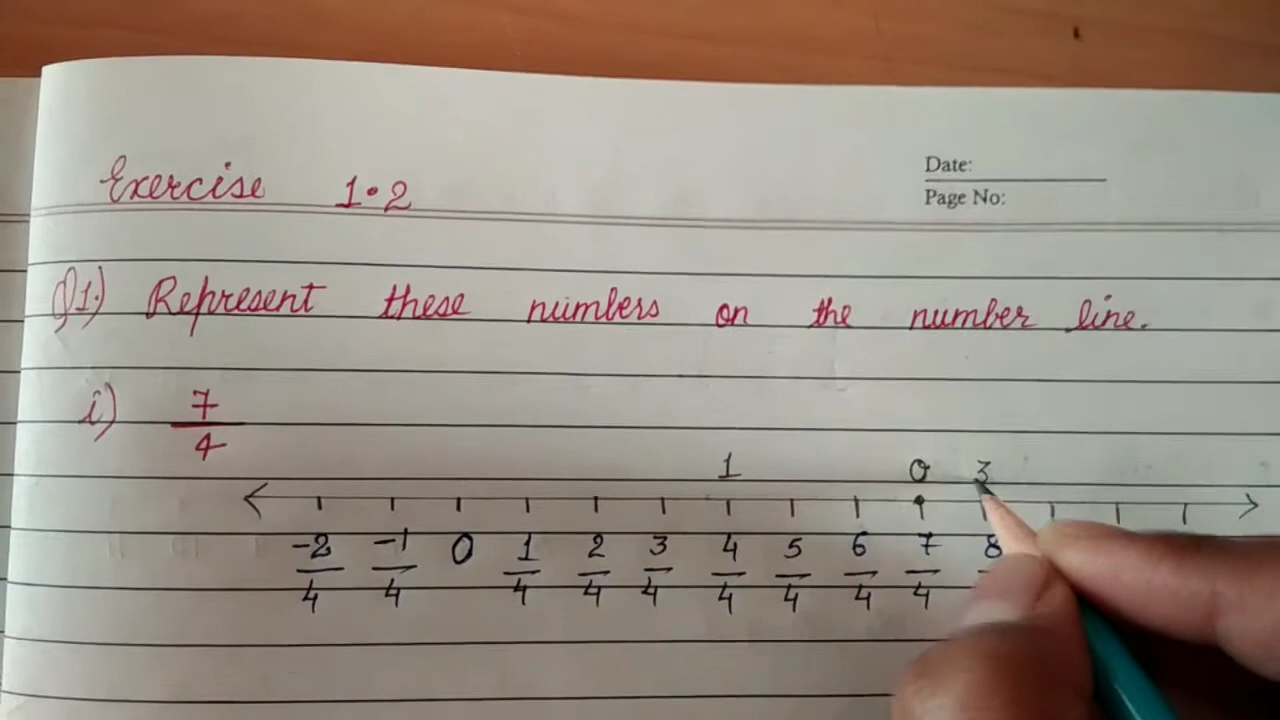 Date:
Exercise 1.2
Page No:
Q1.) Represent these numbers on the number line.
i) 7/4
1 0 3
-2/4 -1/4 0 1/4 2/4 3/4 4/4 5/4 6/4 7/4 8